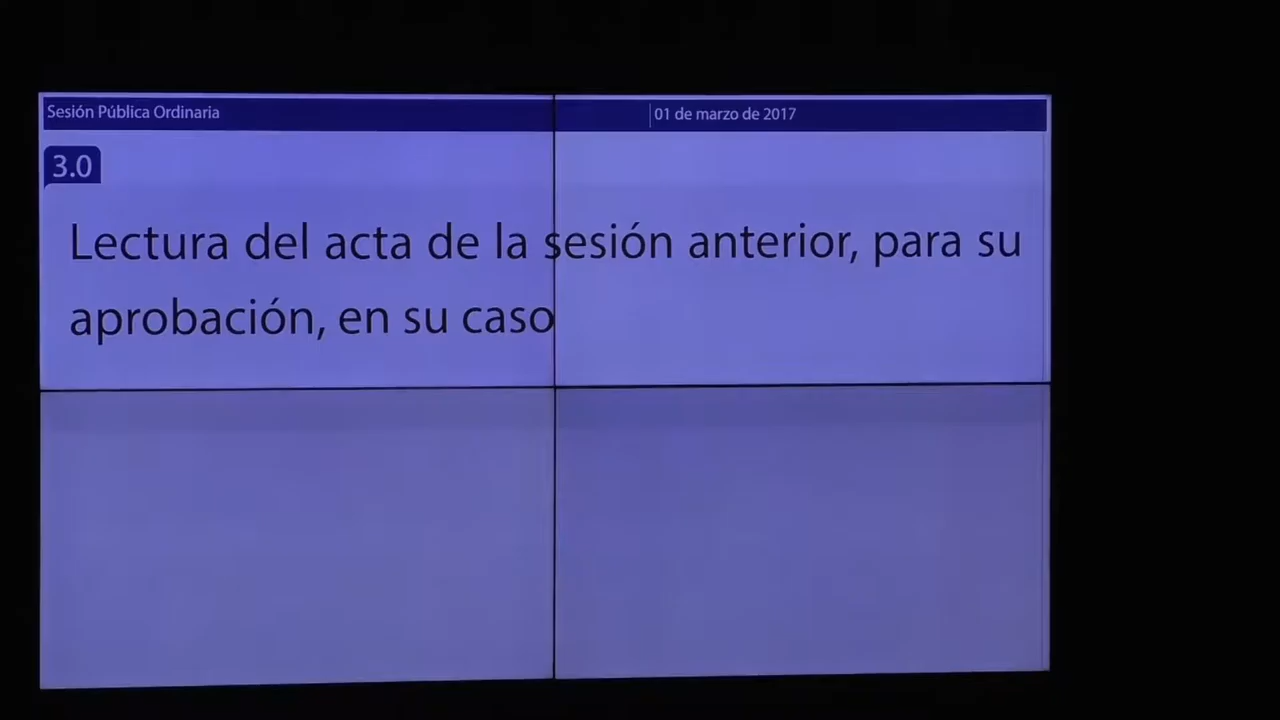 Sesión Pública Ordinaria
01 de marzo de 2017
3.0
Lectura del acta de la sesión anterior, para su
aprobación, en su caso